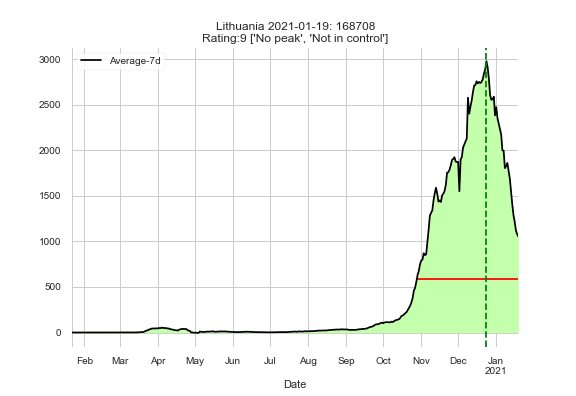 Lithuania 2021-01-19: 168708
Rating:9 ['No peak', 'Not in control']
Average-7d
3000
2500
2000
1500
1000
500
0
Feb Mar Apr May Jun Jul Aug Sep Oct Nov Dec Jan
2021
Date